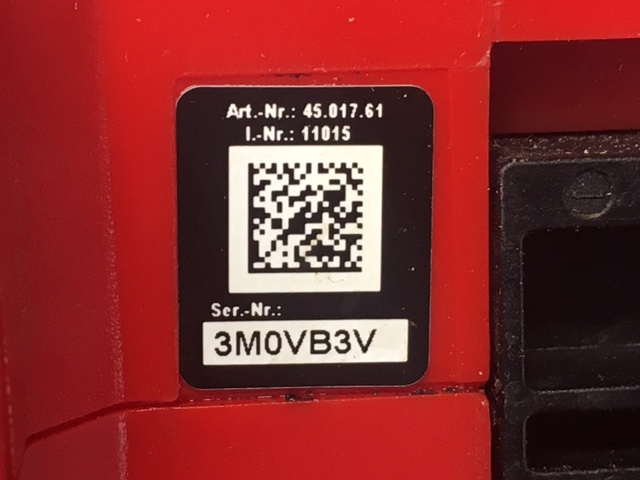 Art.-Nr.: 45.017.61
I.-Nr.: 11015
Ser.-Nr.:
3M0VB3V